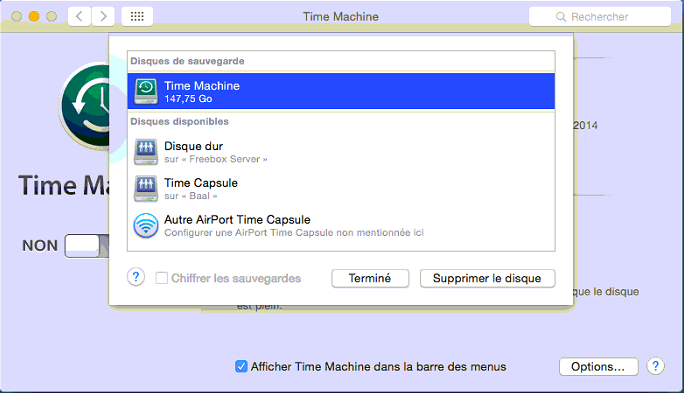 Time Machine
Rechercher
Disques de sauvegarde
Time Machine
147,75 Go
2014
Disques disponibles
Disque dur
sur « Freebox Server »
Time Capsule
sur « Baal »
Time Ma
Autre AirPort Time Capsule
Configurer une AirPort Time Capsule non mentionnée ici
NON
? Chiffrer les sauvegardes Terminé Supprimer le disque
que le disque
est plein.
Afficher Time Machine dans la barre des menus Options... ?